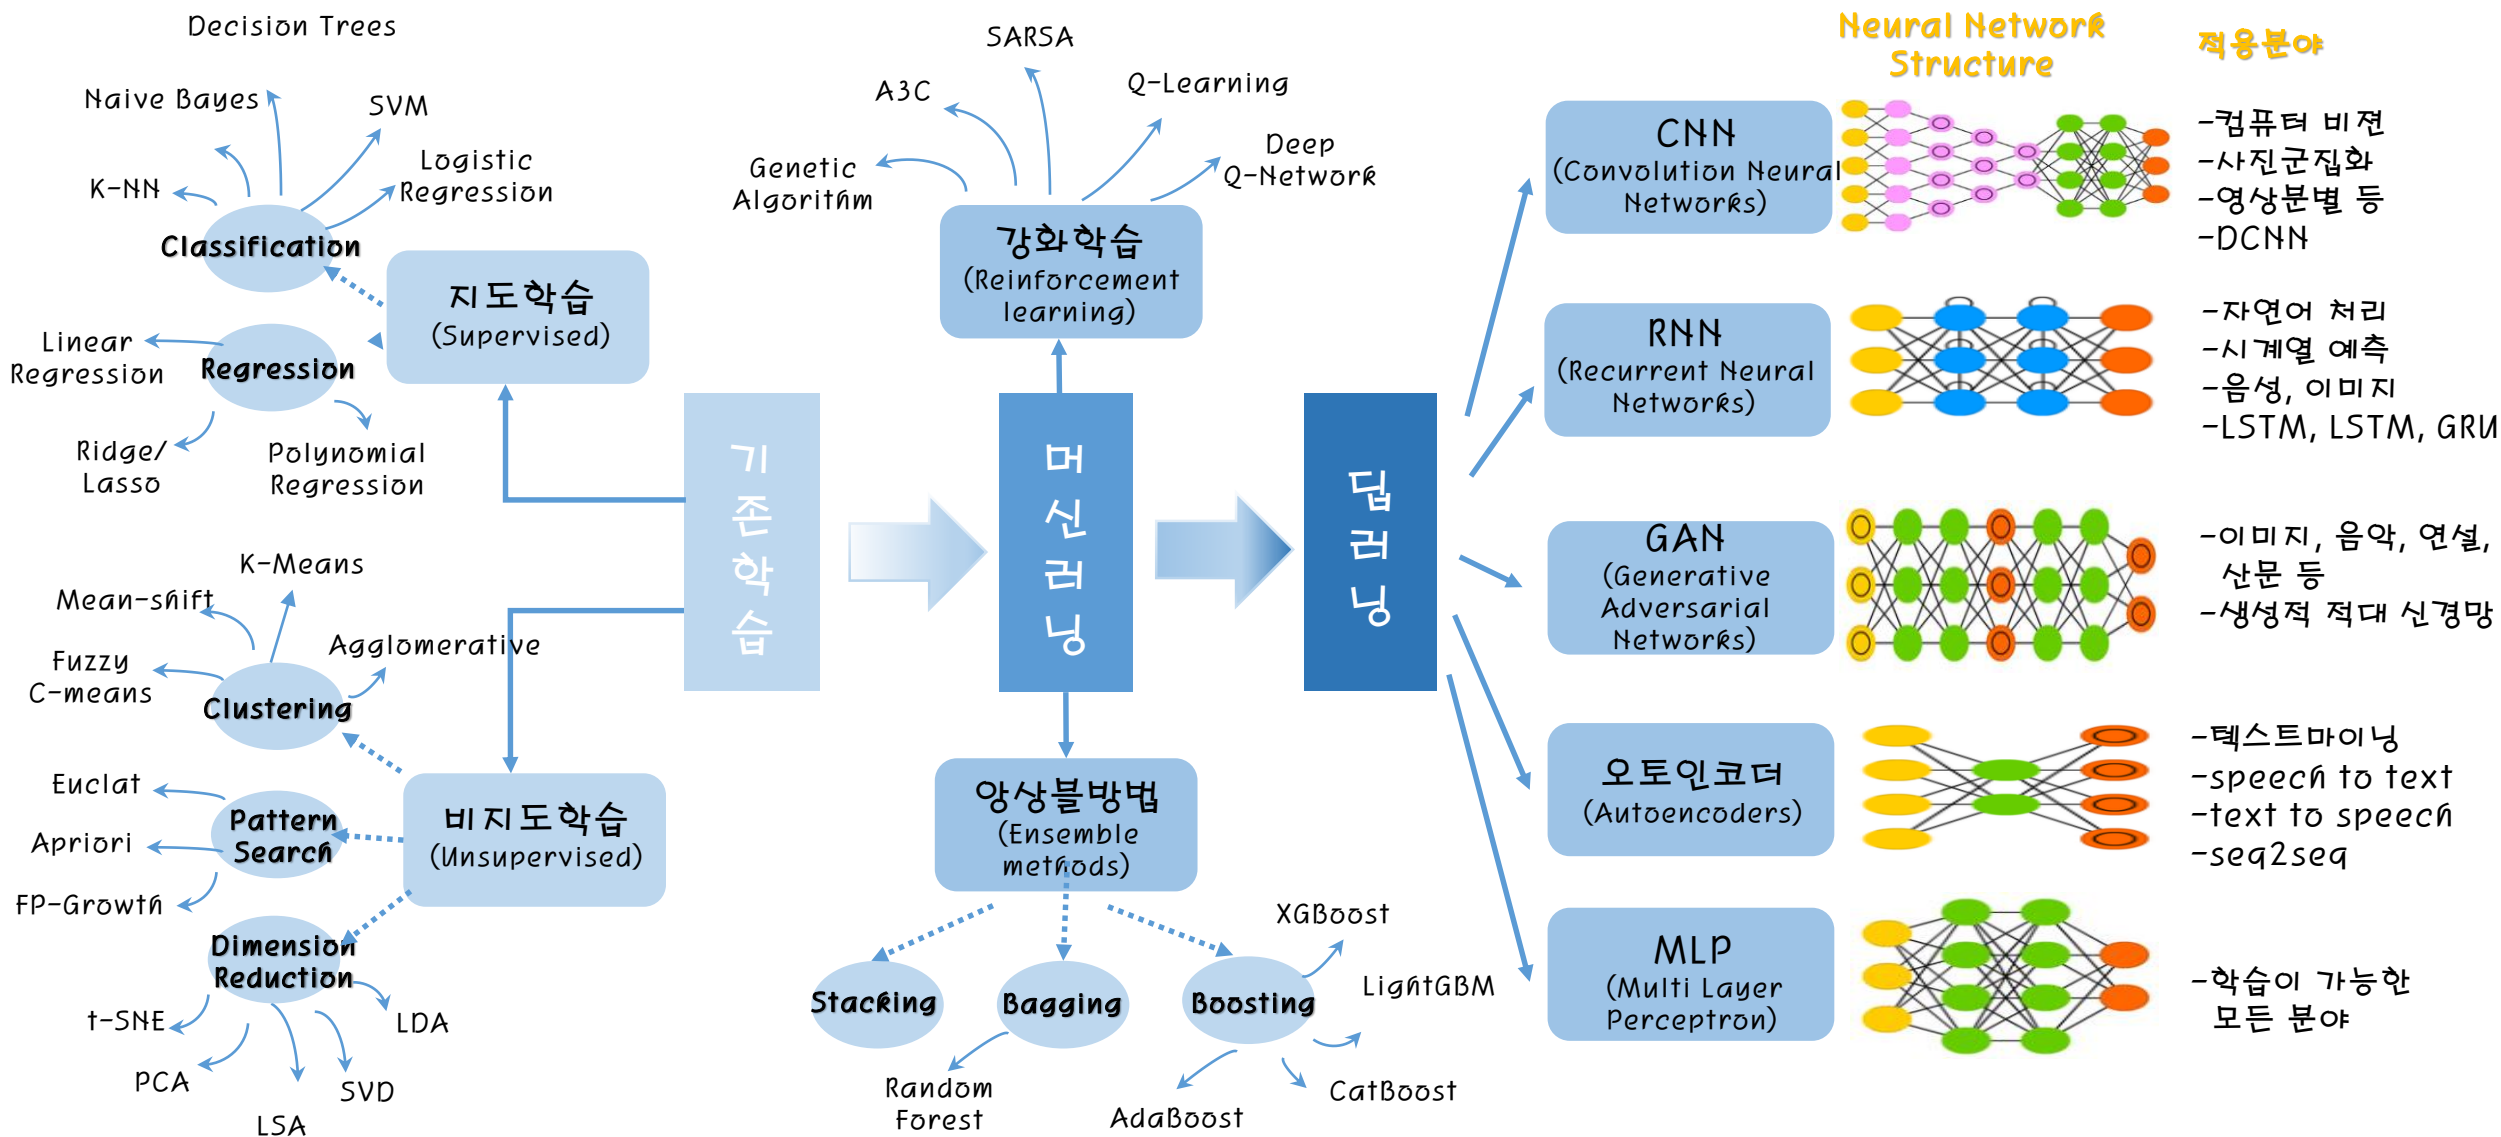 Decision Trees
Naive Bayes
SVM
K-NN
Logistic
Regression
Classification
지도학습
(Supervised)
Linear
Regression
Regression
Ridge/
Lasso
Polynomial
Regression
K-Means
Mean-shift
Agglomerative
Fuzzy
C-means
Clustering
Euclat
Pattern
Search
Apriori
FP-Growth
비지도학습
(Unsupervised)
Dimension
Reduction
t-SNE
LDA
PCA
SVD
LSA
기존학습
SARSA
A3C
Q-Learning
Genetic
Algorithm
Deep
Q-Network
강화학습
(Reinforcement
learning)
머신러닝
앙상블방법
(Ensemble
methods)
Stacking
Bagging
Boosting
XGBoost
LightGBM
CatBoost
AdaBoost
Random
Forest
딥러닝
Neural Network
Structure
적용분야
CNN
(Convolution Neural
Networks)
-컴퓨터 비젼
-사진군집화
-영상분별 등
-DCNN
RNN
(Recurrent Neural
Networks)
-자연어 처리
-시계열 예측
-음성, 이미지
-LSTM, LSTM, GRU
GAN
(Generative
Adversarial
Networks)
-이미지, 음악, 연설,
산문 등
-생성적 적대 신경망
오토인코더
(Autoencoders)
-텍스트마이닝
-speech to text
-text to speech
-seq2seq
MLP
(Multi Layer
Perceptron)
-학습이 가능한
모든 분야